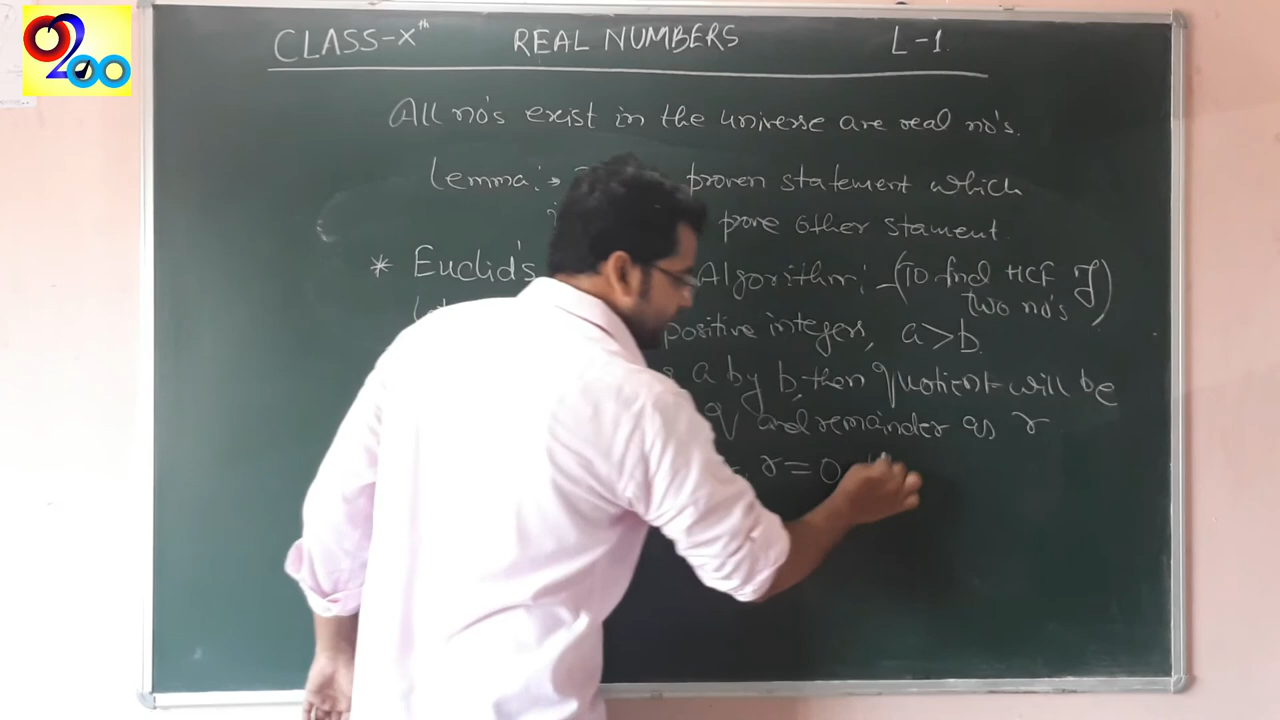 CLASS-Xth REAL NUMBERS L-1.
All no's exist in the universe are real no's.
Lemma:→ proven statement which
prove other stament.
* Euclid's Algorithm:-(To find HCF of
two no's)
positive integers, a>b.
a by b, then quotient will be
q and remainder as r
r=0